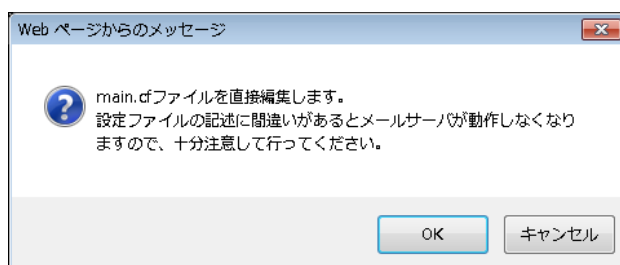 Web ページからのメッセージ
main.cfファイルを直接編集します。
設定ファイルの記述に間違いがあるとメールサーバが動作しなくなり
ますので、十分注意して行ってください。
OK
キャンセル